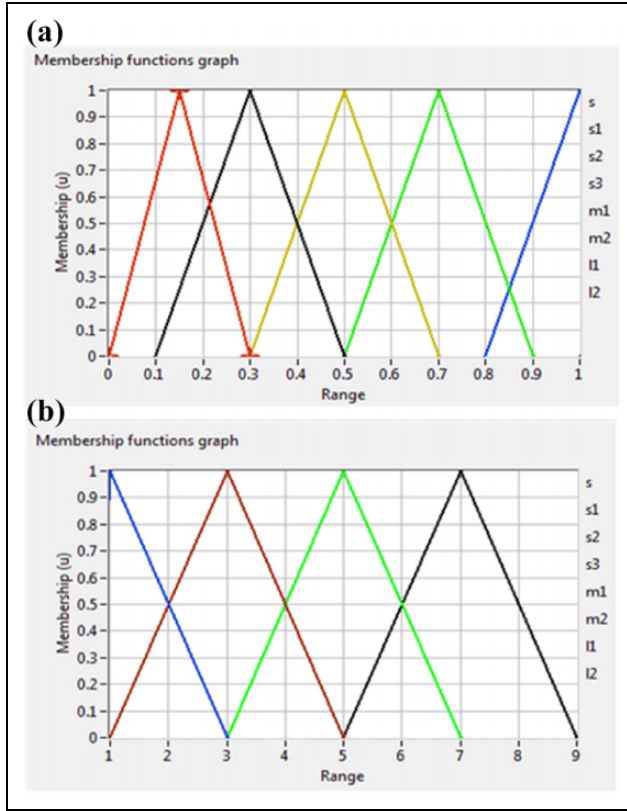 (a)
Membership functions graph
1
0.9
0.8
0.7
0.6
0.5
0.4
0.3
0.2
0.1
0
Membership (u)
0 0.1 0.2 0.3 0.4 0.5 0.6 0.7 0.8 0.9 1
Range
s
s1
s2
s3
m1
m2
l1
l2
(b)
Membership functions graph
1
0.9
0.8
0.7
0.6
0.5
0.4
0.3
0.2
0.1
0
Membership (u)
1 2 3 4 5 6 7 8 9
Range
s
s1
s2
s3
m1
m2
l1
l2